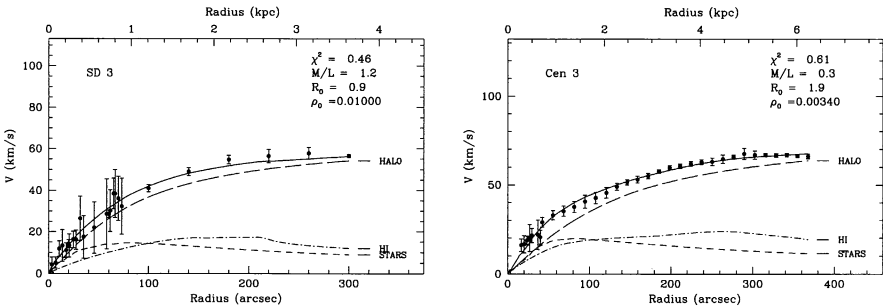 Radius (kpc)
0 1 2 3 4
SD 3
χ² = 0.46
M/L = 1.2
R₀ = 0.9
ρ₀ =0.01000
HALO
HI
STARS
V (km/s)
100
80
60
40
20
0
0 100 200 300
Radius (arcsec)
Radius (kpc)
0 2 4 6
Cen 3
χ² = 0.61
M/L = 0.3
R₀ = 1.9
ρ₀ =0.00340
HALO
HI
STARS
V (km/s)
100
50
0
0 100 200 300 400
Radius (arcsec)